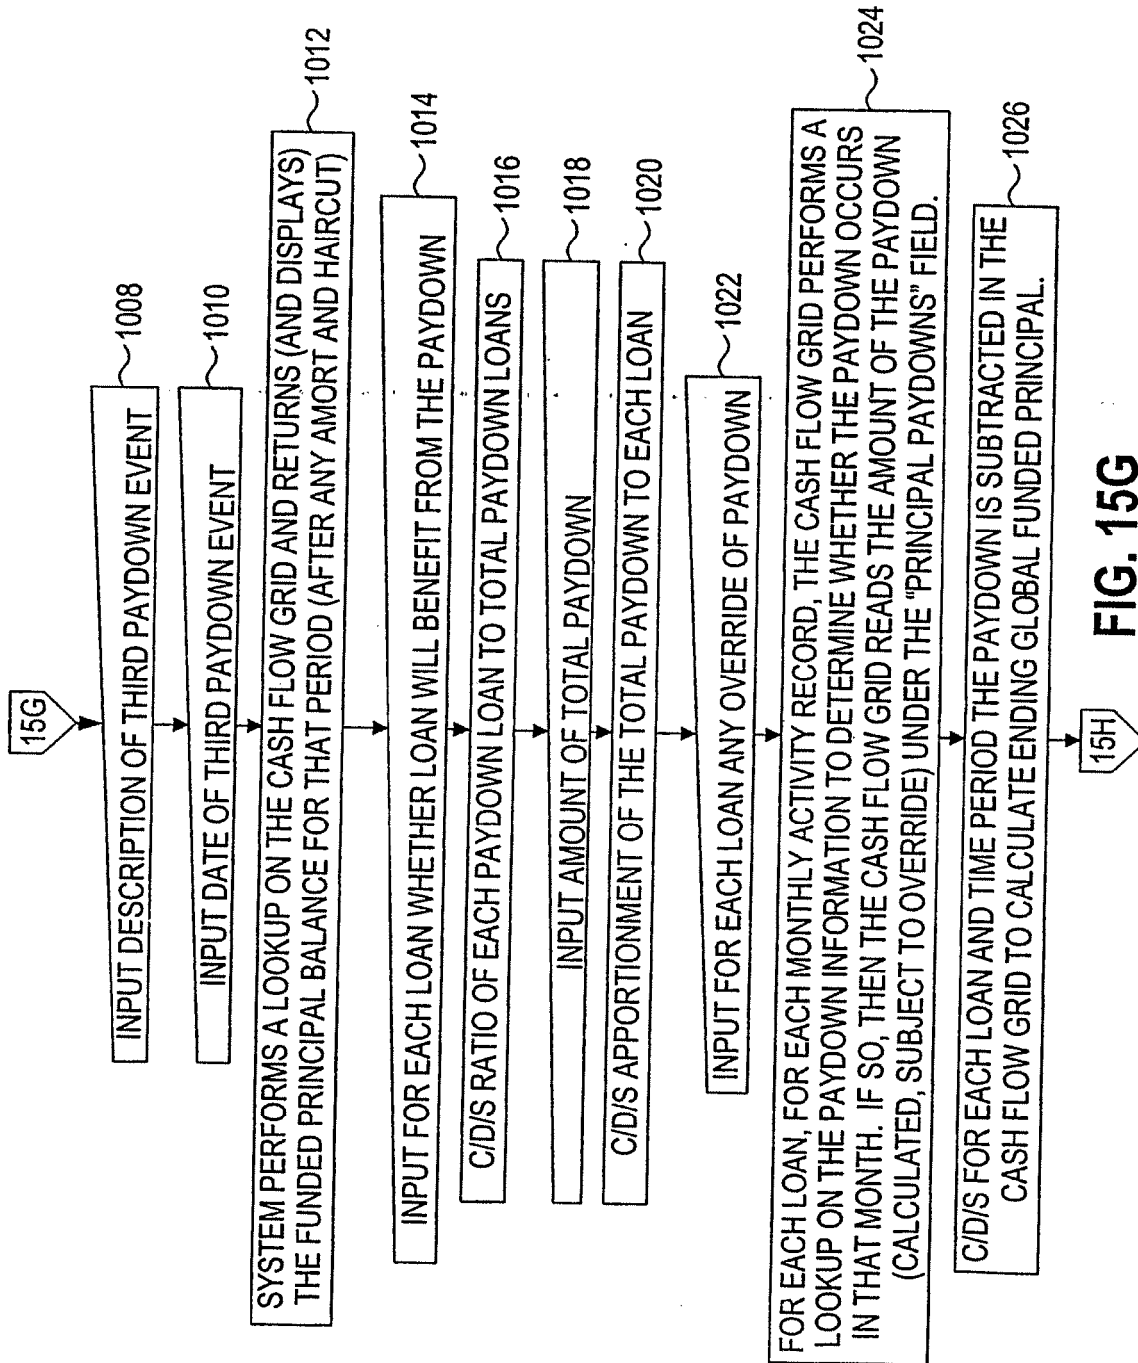 15G
INPUT DESCRIPTION OF THIRD PAYDOWN EVENT
1008
INPUT DATE OF THIRD PAYDOWN EVENT
1010
SYSTEM PERFORMS A LOOKUP ON THE CASH FLOW GRID AND RETURNS (AND DISPLAYS)
THE FUNDED PRINCIPAL BALANCE FOR THAT PERIOD (AFTER ANY AMORT AND HAIRCUT)
1012
INPUT FOR EACH LOAN WHETHER LOAN WILL BENEFIT FROM THE PAYDOWN
1014
C/D/S RATIO OF EACH PAYDOWN LOAN TO TOTAL PAYDOWN LOANS
1016
INPUT AMOUNT OF TOTAL PAYDOWN
1018
C/D/S APPORTIONMENT OF THE TOTAL PAYDOWN TO EACH LOAN
1020
INPUT FOR EACH LOAN ANY OVERRIDE OF PAYDOWN
1022
FOR EACH LOAN, FOR EACH MONTHLY ACTIVITY RECORD, THE CASH FLOW GRID PERFORMS A
LOOKUP ON THE PAYDOWN INFORMATION TO DETERMINE WHETHER THE PAYDOWN OCCURS
IN THAT MONTH. IF SO, THEN THE CASH FLOW GRID READS THE AMOUNT OF THE PAYDOWN
(CALCULATED, SUBJECT TO OVERRIDE) UNDER THE "PRINCIPAL PAYDOWNS" FIELD.
1024
C/D/S FOR EACH LOAN AND TIME PERIOD THE PAYDOWN IS SUBTRACTED IN THE
CASH FLOW GRID TO CALCULATE ENDING GLOBAL FUNDED PRINCIPAL.
1026
15H
FIG. 15G